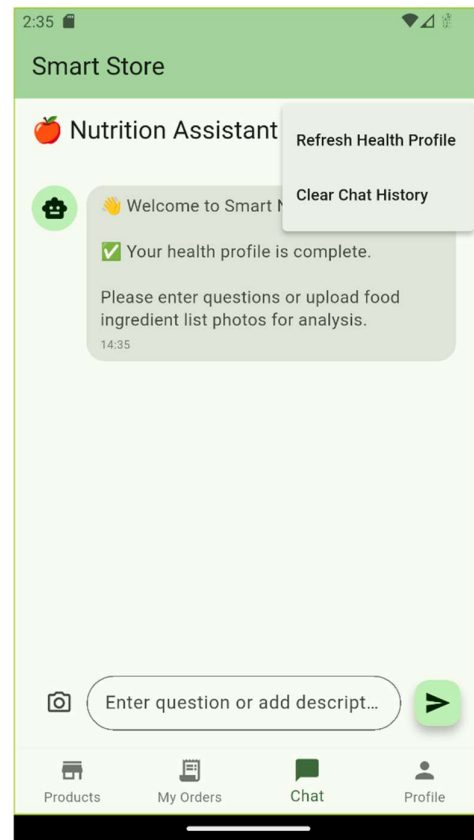 2:35
Smart Store
🍎 Nutrition Assistant
Refresh Health Profile
Clear Chat History
👋 Welcome to Smart
✅ Your health profile is complete.
Please enter questions or upload food
ingredient list photos for analysis.
14:35
Enter question or add descript...
Products
My Orders
Chat
Profile